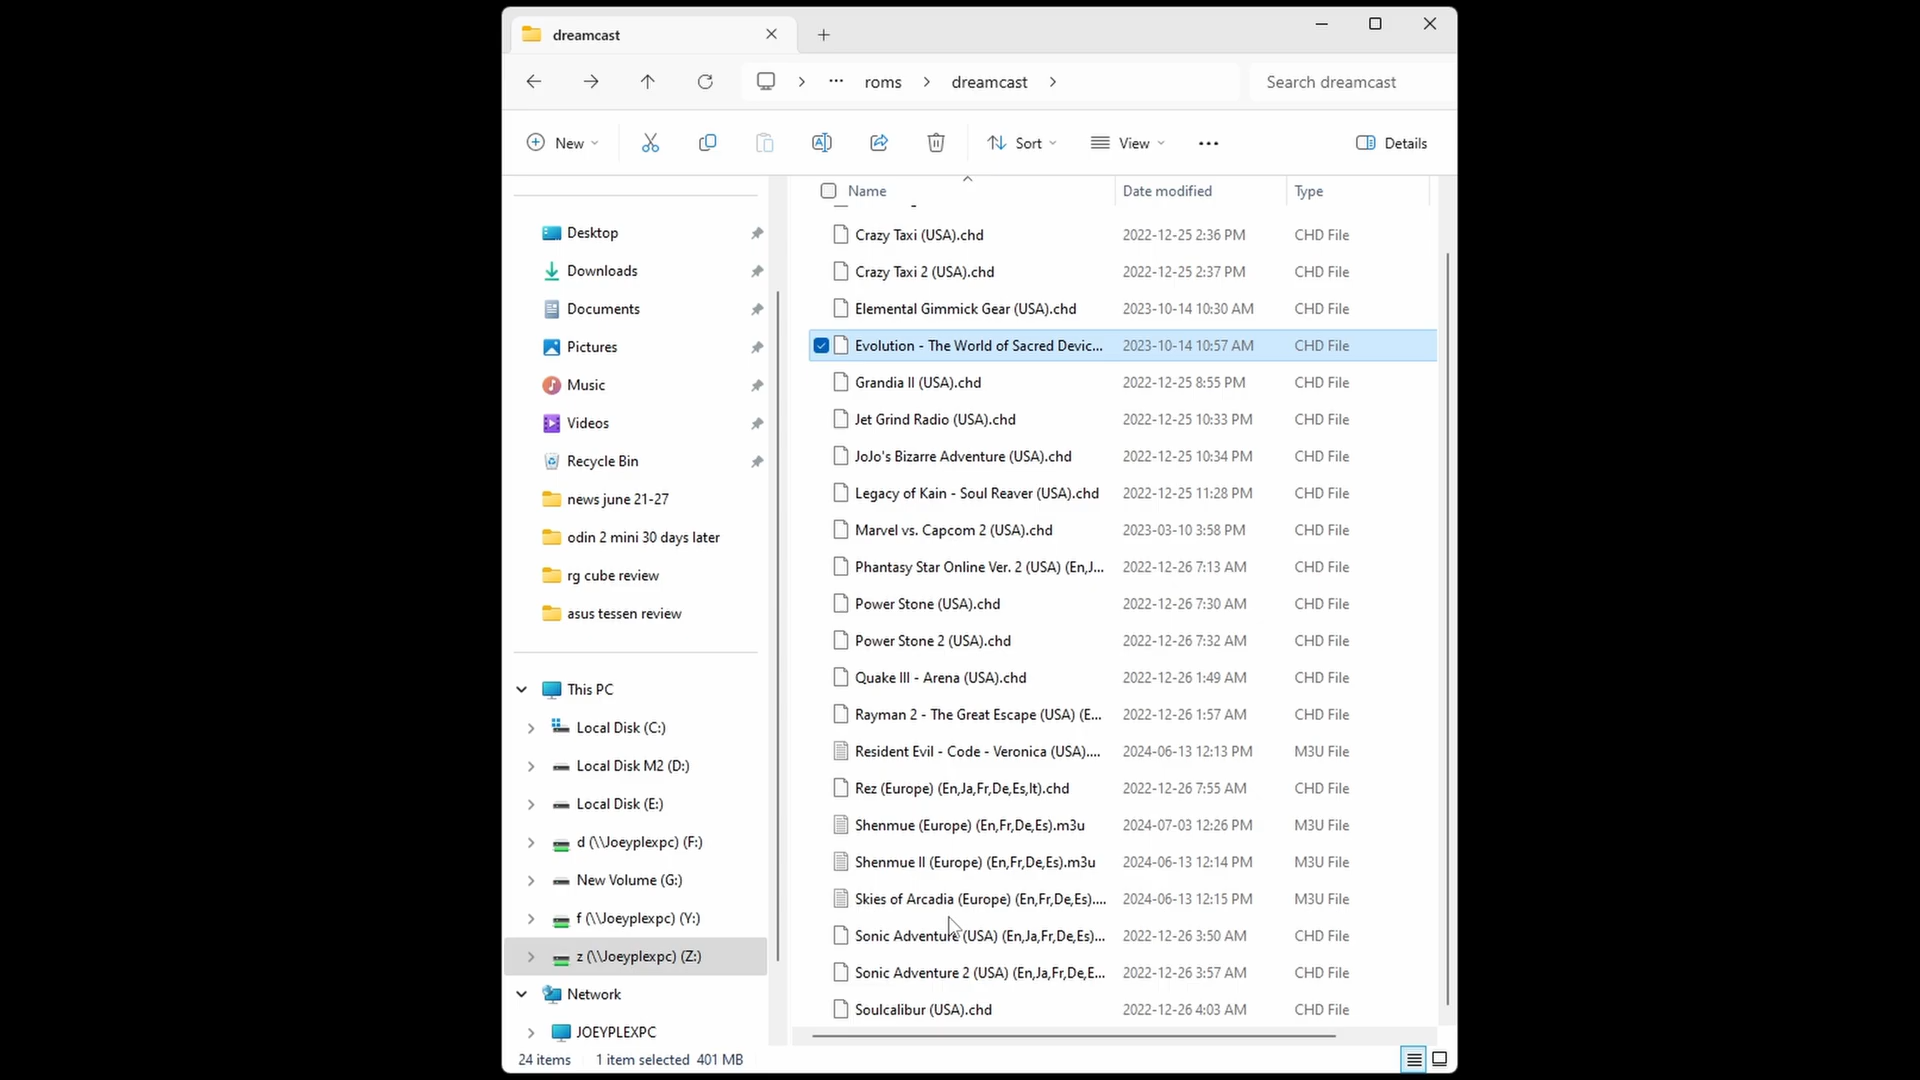 dreamcast
roms
dreamcast
Search dreamcast
New
Sort
View
Details
Name Date modified Type
Desktop
Downloads
Documents
Pictures
Music
Videos
Recycle Bin
news june 21-27
odin 2 mini 30 days later
rg cube review
asus tessen review
This PC
Local Disk (C:)
Local Disk M2 (D:)
Local Disk (E:)
d (\\Joeyplexpc) (F:)
New Volume (G:)
f (\\Joeyplexpc) (Y:)
z (\\Joeyplexpc) (Z:)
Network
JOEYPLEXPC
Crazy Taxi (USA).chd 2022-12-25 2:36 PM CHD File
Crazy Taxi 2 (USA).chd 2022-12-25 2:37 PM CHD File
Elemental Gimmick Gear (USA).chd 2023-10-14 10:30 AM CHD File
Evolution - The World of Sacred Devic... 2023-10-14 10:57 AM CHD File
Grandia II (USA).chd 2022-12-25 8:55 PM CHD File
Jet Grind Radio (USA).chd 2022-12-25 10:33 PM CHD File
JoJo's Bizarre Adventure (USA).chd 2022-12-25 10:34 PM CHD File
Legacy of Kain - Soul Reaver (USA).chd 2022-12-25 11:28 PM CHD File
Marvel vs. Capcom 2 (USA).chd 2023-03-10 3:58 PM CHD File
Phantasy Star Online Ver. 2 (USA) (En,J... 2022-12-26 7:13 AM CHD File
Power Stone (USA).chd 2022-12-26 7:30 AM CHD File
Power Stone 2 (USA).chd 2022-12-26 7:32 AM CHD File
Quake III - Arena (USA).chd 2022-12-26 1:49 AM CHD File
Rayman 2 - The Great Escape (USA) (E... 2022-12-26 1:57 AM CHD File
Resident Evil - Code - Veronica (USA).... 2024-06-13 12:13 PM M3U File
Rez (Europe) (En,Ja,Fr,De,Es,It).chd 2022-12-26 7:55 AM CHD File
Shenmue (Europe) (En,Fr,De,Es).m3u 2024-07-03 12:26 PM M3U File
Shenmue II (Europe) (En,Fr,De,Es).m3u 2024-06-13 12:14 PM M3U File
Skies of Arcadia (Europe) (En,Fr,De,Es).... 2024-06-13 12:15 PM M3U File
Sonic Adventure (USA) (En,Ja,Fr,De,Es)... 2022-12-26 3:50 AM CHD File
Sonic Adventure 2 (USA) (En,Ja,Fr,De,E... 2022-12-26 3:57 AM CHD File
Soulcalibur (USA).chd 2022-12-26 4:03 AM CHD File
24 items 1 item selected 401 MB